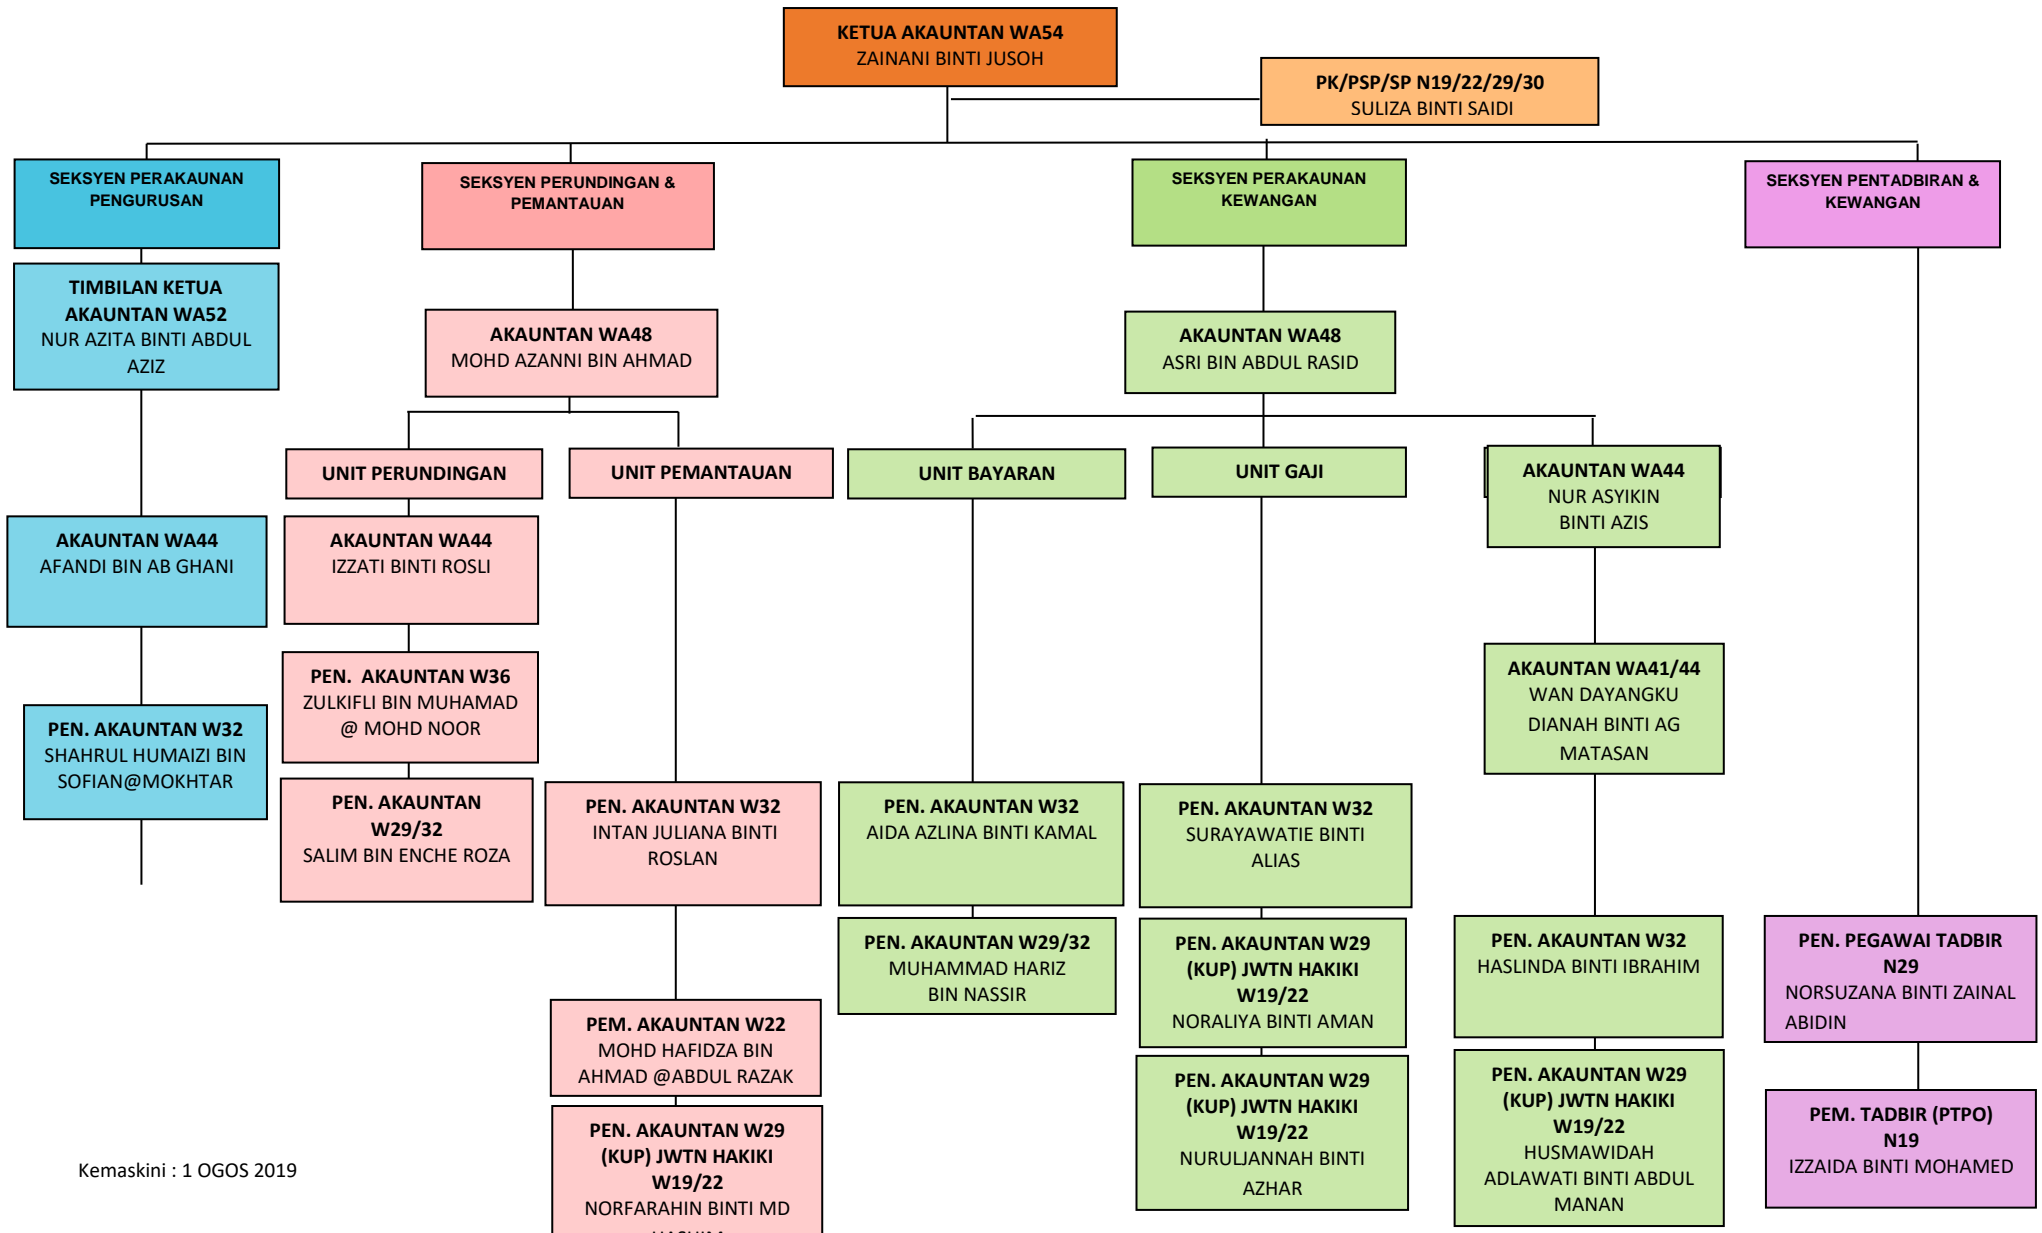 KETUA AKAUNTAN WA54
ZAINANI BINTI JUSOH
PK/PSP/SP N19/22/29/30
SULIZA BINTI SAIDI
SEKSYEN PERAKAUNAN
PENGURUSAN
TIMBILAN KETUA
AKAUNTAN WA52
NUR AZITA BINTI ABDUL
AZIZ
AKAUNTAN WA44
AFANDI BIN AB GHANI
PEN. AKAUNTAN W32
SHAHRUL HUMAIZI BIN
SOFIAN@MOKHTAR
SEKSYEN PERUNDINGAN &
PEMANTAUAN
AKAUNTAN WA48
MOHD AZANNI BIN AHMAD
UNIT PERUNDINGAN
AKAUNTAN WA44
IZZATI BINTI ROSLI
PEN.  AKAUNTAN W36
ZULKIFLI BIN MUHAMAD
@ MOHD NOOR
PEN. AKAUNTAN
W29/32
SALIM BIN ENCHE ROZA
UNIT PEMANTAUAN
PEN. AKAUNTAN W32
INTAN JULIANA BINTI
ROSLAN
PEM. AKAUNTAN W22
MOHD HAFIDZA BIN
AHMAD @ABDUL RAZAK
PEN. AKAUNTAN W29
(KUP) JWTN HAKIKI
W19/22
NORFARAHIN BINTI MD
SEKSYEN PERAKAUNAN
KEWANGAN
AKAUNTAN WA48
ASRI BIN ABDUL RASID
UNIT BAYARAN
PEN. AKAUNTAN W32
AIDA AZLINA BINTI KAMAL
PEN. AKAUNTAN W29/32
MUHAMMAD HARIZ
BIN NASSIR
UNIT GAJI
PEN. AKAUNTAN W32
SURAYAWATIE BINTI
ALIAS
PEN. AKAUNTAN W29
(KUP) JWTN HAKIKI
W19/22
NORALIYA BINTI AMAN
PEN. AKAUNTAN W29
(KUP) JWTN HAKIKI
W19/22
NURULJANNAH BINTI
AZHAR
AKAUNTAN WA44
NUR ASYIKIN
BINTI AZIS
AKAUNTAN WA41/44
WAN DAYANGKU
DIANAH BINTI AG
MATASAN
PEN. AKAUNTAN W32
HASLINDA BINTI IBRAHIM
PEN. AKAUNTAN W29
(KUP) JWTN HAKIKI
W19/22
HUSMAWIDAH
ADLAWATI BINTI ABDUL
MANAN
SEKSYEN PENTADBIRAN &
KEWANGAN
PEN. PEGAWAI TADBIR
N29
NORSUZANA BINTI ZAINAL
ABIDIN
PEM. TADBIR (PTPO)
N19
IZZAIDA BINTI MOHAMED
Kemaskini : 1 OGOS 2019